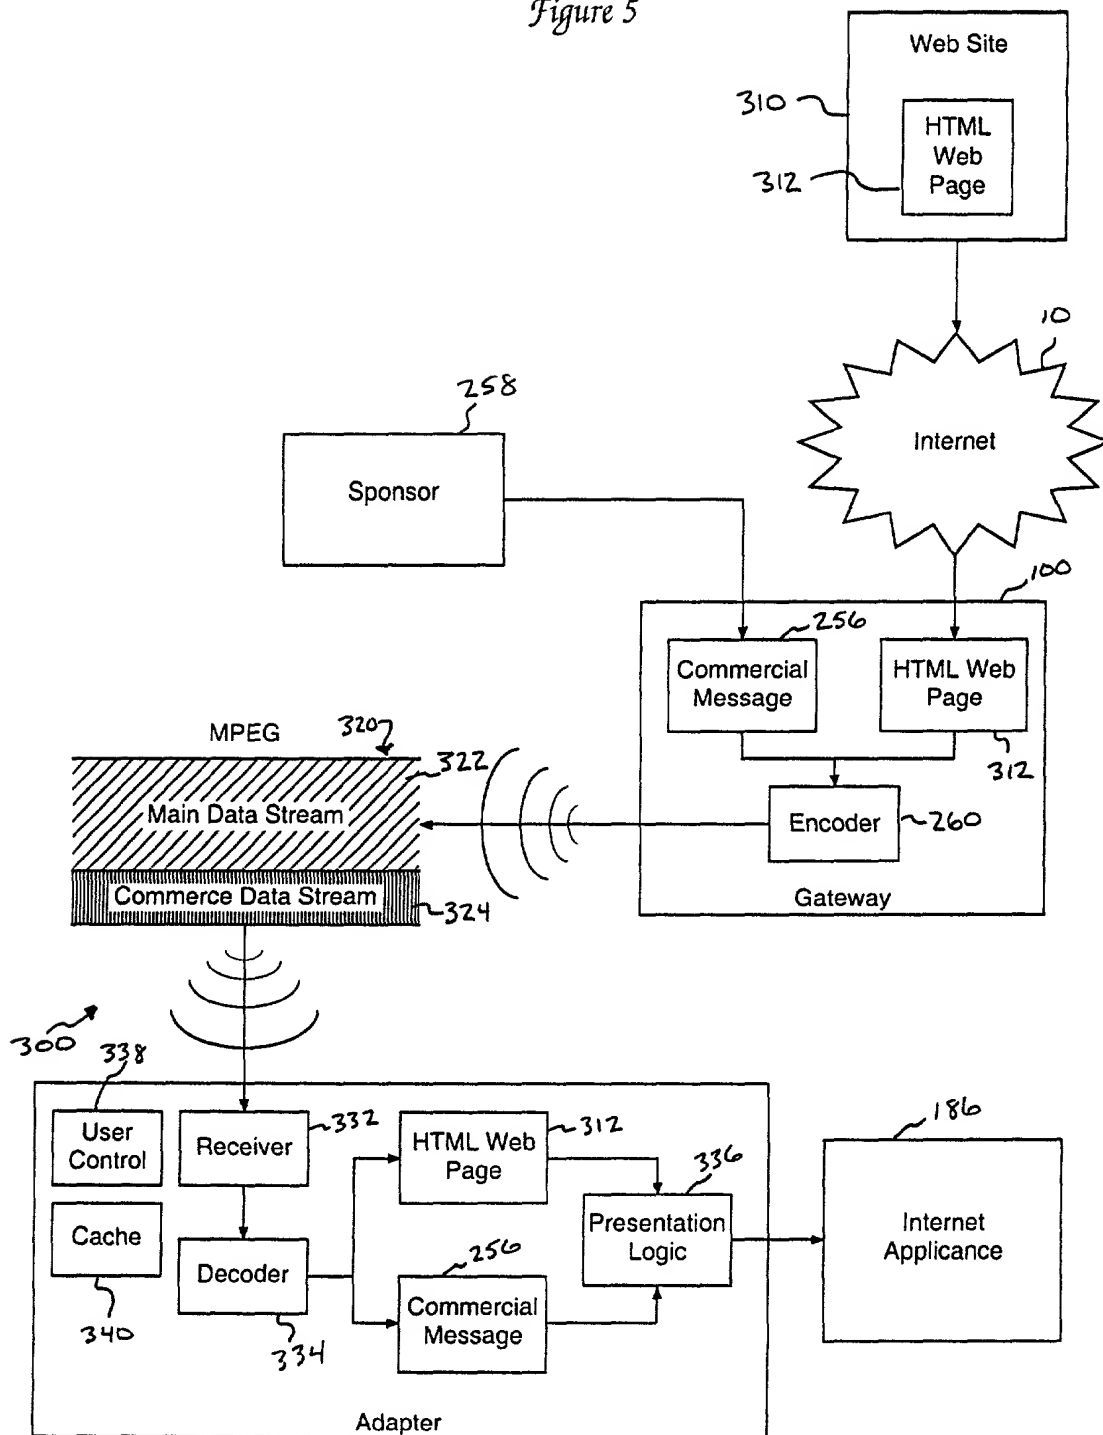 Figure 5
Web Site
310
HTML
Web
Page
312
10
Internet
258
Sponsor
100
256
Commercial
Message
HTML Web
Page
312
MPEG
320
322
Main Data Stream
Encoder
260
Commerce Data Stream
324
Gateway
300
338
User
Control
Receiver
332
HTML Web
Page
312
186
336
Cache
Presentation
Logic
Internet
Applicance
Decoder
256
340
334
Commercial
Message
Adapter